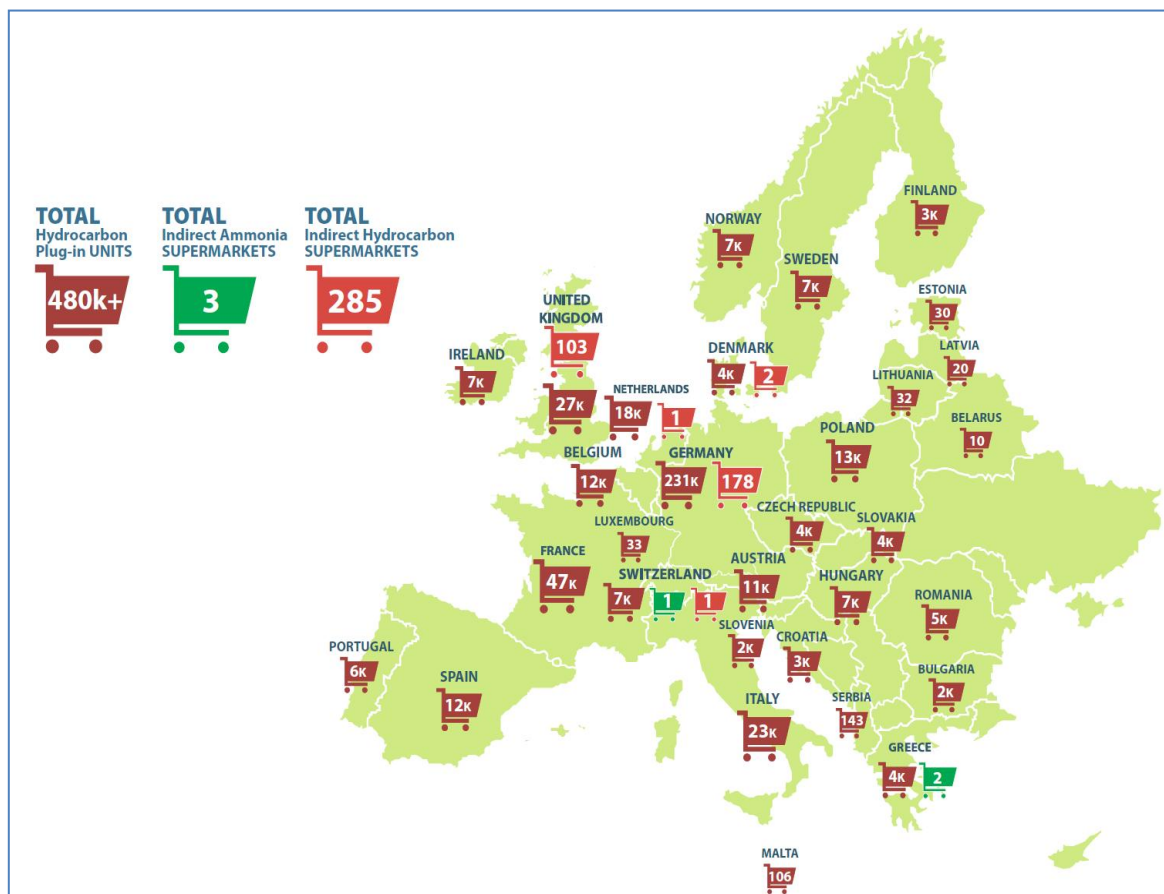 TOTAL
Hydrocarbon
Plug-in UNITS
480k+
TOTAL
Indirect Ammonia
SUPERMARKETS
3
TOTAL
Indirect Hydrocarbon
SUPERMARKETS
285
FINLAND
3K
NORWAY
7K
SWEDEN
7K
ESTONIA
30
UNITED
KINGDOM
103
27K
IRELAND
7K
DENMARK
4K
2
LATVIA
20
LITHUANIA
32
NETHERLANDS
18K
1
BELARUS
10
POLAND
13K
BELGIUM
12K
GERMANY
231K
178
CZECH REPUBLIC
4K
SLOVAKIA
4K
LUXEMBOURG
33
FRANCE
47K
SWITZERLAND
7K
1
1
AUSTRIA
11K
HUNGARY
7K
ROMANIA
5K
SLOVENIA
2K
CROATIA
3K
PORTUGAL
6K
SPAIN
12K
BULGARIA
2K
ITALY
23K
SERBIA
143
GREECE
4K
2
MALTA
106